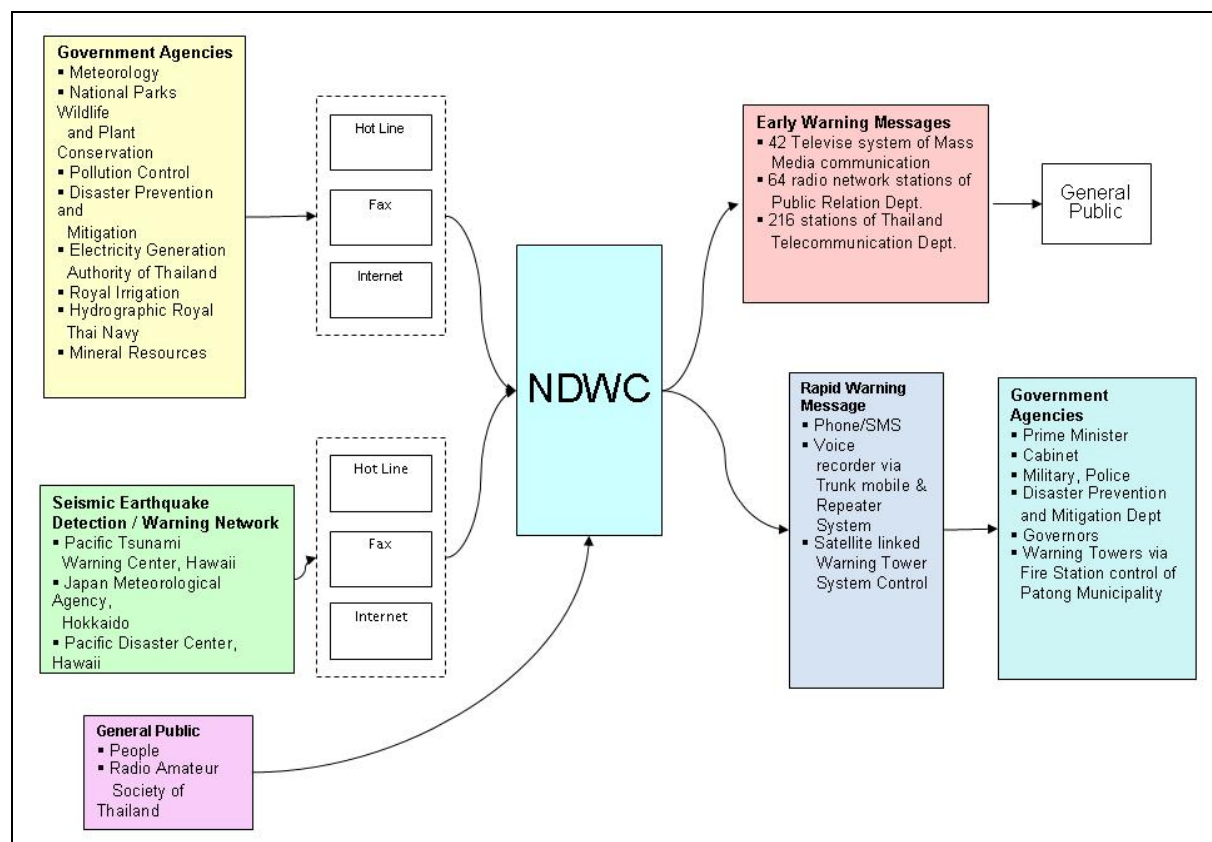 Government Agencies
▪ Meteorology
▪ National Parks
Wildlife
and Plant
Conservation
▪ Pollution Control
▪ Disaster Prevention
and
Mitigation
▪ Electricity Generation
Authority of Thailand
▪ Royal Irrigation
▪ Hydrographic Royal
Thai Navy
▪ Mineral Resources
Hot Line
Fax
Internet
Seismic Earthquake
Detection / Warning Network
▪ Pacific Tsunami
Warning Center, Hawaii
▪ Japan Meteorological
Agency,
Hokkaido
▪ Pacific Disaster Center,
Hawaii
Hot Line
Fax
Internet
General Public
▪ People
▪ Radio Amateur
Society of
Thailand
NDWC
Early Warning Messages
▪ 42 Televise system of Mass
Media communication
▪ 64 radio network stations of
Public Relation Dept.
▪ 216 stations of Thailand
Telecommunication Dept.
General
Public
Rapid Warning
Message
▪ Phone/SMS
▪ Voice
recorder via
Trunk mobile &
Repeater
System
▪ Satellite linked
Warning Tower
System Control
Government
Agencies
▪ Prime Minister
▪ Cabinet
▪ Military, Police
▪ Disaster Prevention
and Mitigation Dept
▪ Governors
▪ Warning Towers via
Fire Station control of
Patong Municipality